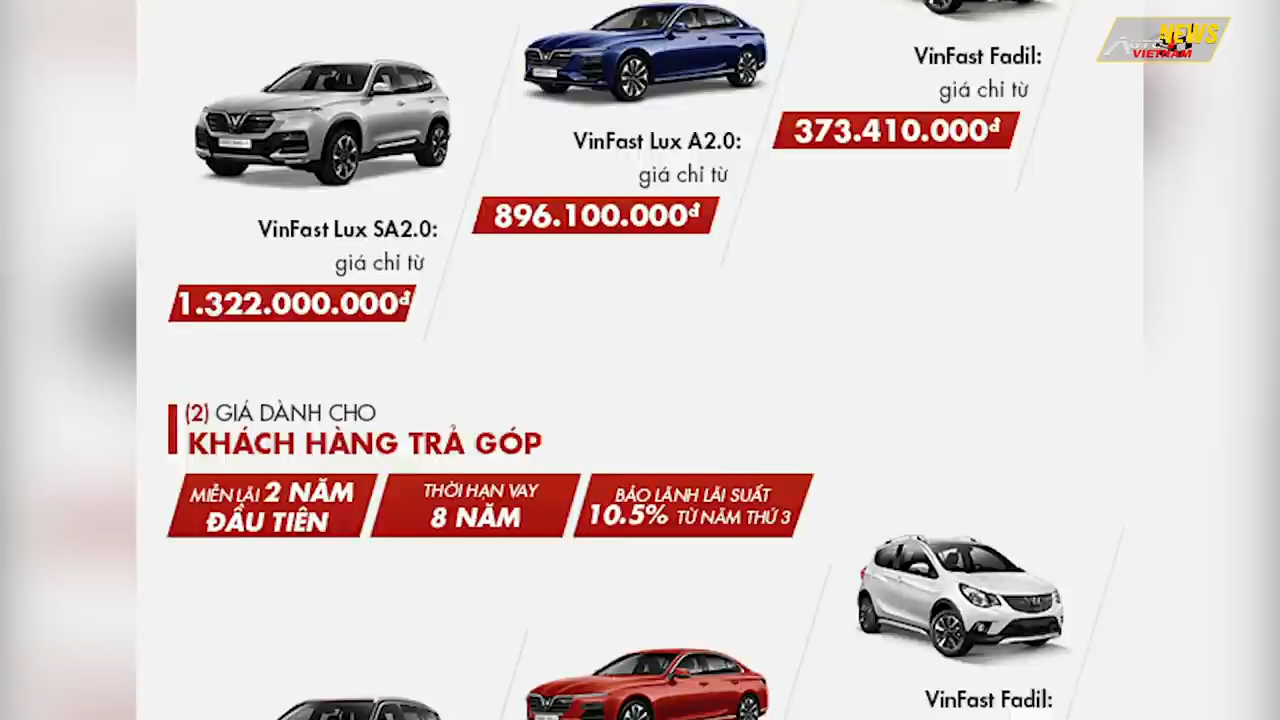 AUTO NEWS
VIETNAM
VinFast Fadil:
giá chỉ từ
373.410.000đ
VinFast Lux A2.0:
giá chỉ từ
896.100.000đ
VinFast Lux SA2.0:
giá chỉ từ
1.322.000.000đ
(2) GIÁ DÀNH CHO
KHÁCH HÀNG TRẢ GÓP
MIỄN LÃI 2 NĂM
ĐẦU TIÊN
THỜI HẠN VAY
8 NĂM
BẢO LÃNH LÃI SUẤT
10.5% TỪ NĂM THỨ 3
VinFast Fadil: